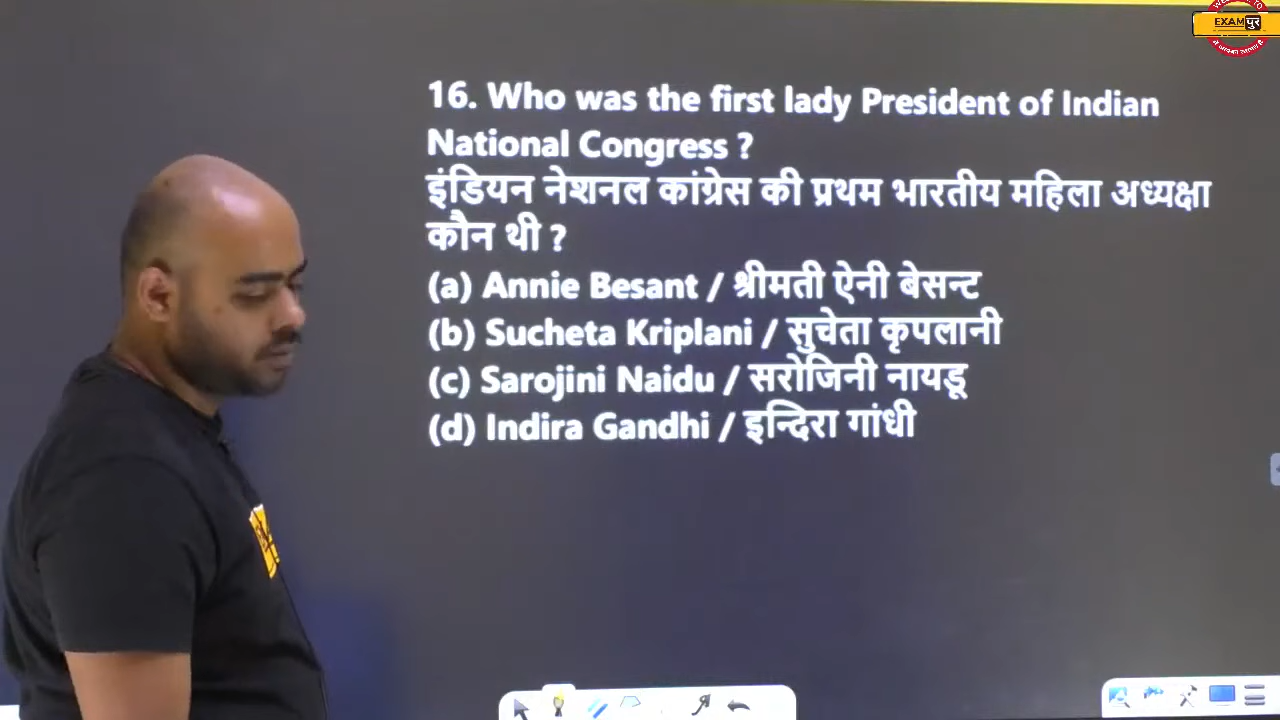 EXAMपुर
16. Who was the first lady President of Indian
National Congress ?
इंडियन नेशनल कांग्रेस की प्रथम भारतीय महिला अध्यक्षा
कौन थी ?
(a) Annie Besant / श्रीमती ऐनी बेसन्ट
(b) Sucheta Kriplani / सुचेता कृपलानी
(c) Sarojini Naidu / सरोजिनी नायडू
(d) Indira Gandhi / इन्दिरा गांधी